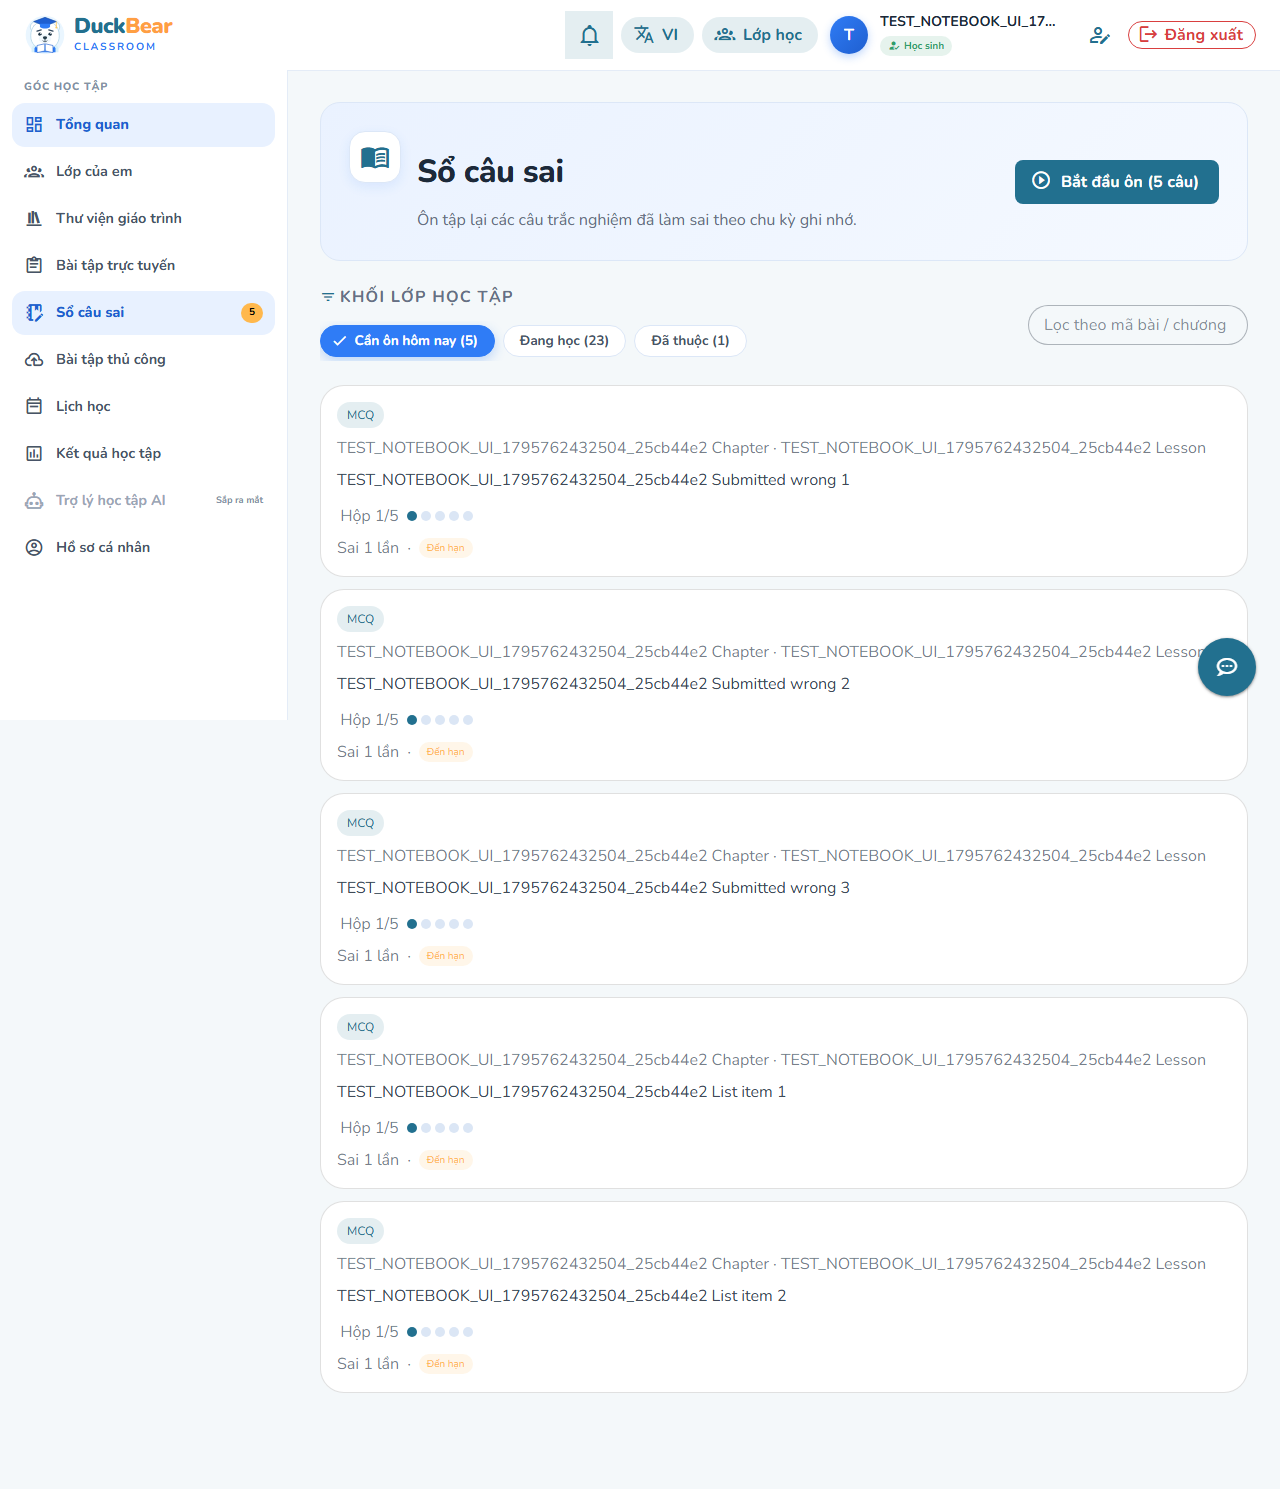 DuckBear
CLASSROOM
VI
Lớp học
T
TEST_NOTEBOOK_UI_17...
Học sinh
Đăng xuất
GÓC HỌC TẬP
Tổng quan
Lớp của em
Thư viện giáo trình
Bài tập trực tuyến
Sổ câu sai
5
Bài tập thủ công
Lịch học
Kết quả học tập
Trợ lý học tập AI
Sắp ra mắt
Hồ sơ cá nhân
Sổ câu sai
Ôn tập lại các câu trắc nghiệm đã làm sai theo chu kỳ ghi nhớ.
Bắt đầu ôn (5 câu)
KHỐI LỚP HỌC TẬP
Cần ôn hôm nay (5)
Đang học (23)
Đã thuộc (1)
Lọc theo mã bài / chương
MCQ
TEST_NOTEBOOK_UI_1795762432504_25cb44e2 Chapter · TEST_NOTEBOOK_UI_1795762432504_25cb44e2 Lesson
TEST_NOTEBOOK_UI_1795762432504_25cb44e2 Submitted wrong 1
Hộp 1/5
Sai 1 lần · Đến hạn
MCQ
TEST_NOTEBOOK_UI_1795762432504_25cb44e2 Chapter · TEST_NOTEBOOK_UI_1795762432504_25cb44e2 Lesson
TEST_NOTEBOOK_UI_1795762432504_25cb44e2 Submitted wrong 2
Hộp 1/5
Sai 1 lần · Đến hạn
MCQ
TEST_NOTEBOOK_UI_1795762432504_25cb44e2 Chapter · TEST_NOTEBOOK_UI_1795762432504_25cb44e2 Lesson
TEST_NOTEBOOK_UI_1795762432504_25cb44e2 Submitted wrong 3
Hộp 1/5
Sai 1 lần · Đến hạn
MCQ
TEST_NOTEBOOK_UI_1795762432504_25cb44e2 Chapter · TEST_NOTEBOOK_UI_1795762432504_25cb44e2 Lesson
TEST_NOTEBOOK_UI_1795762432504_25cb44e2 List item 1
Hộp 1/5
Sai 1 lần · Đến hạn
MCQ
TEST_NOTEBOOK_UI_1795762432504_25cb44e2 Chapter · TEST_NOTEBOOK_UI_1795762432504_25cb44e2 Lesson
TEST_NOTEBOOK_UI_1795762432504_25cb44e2 List item 2
Hộp 1/5
Sai 1 lần · Đến hạn